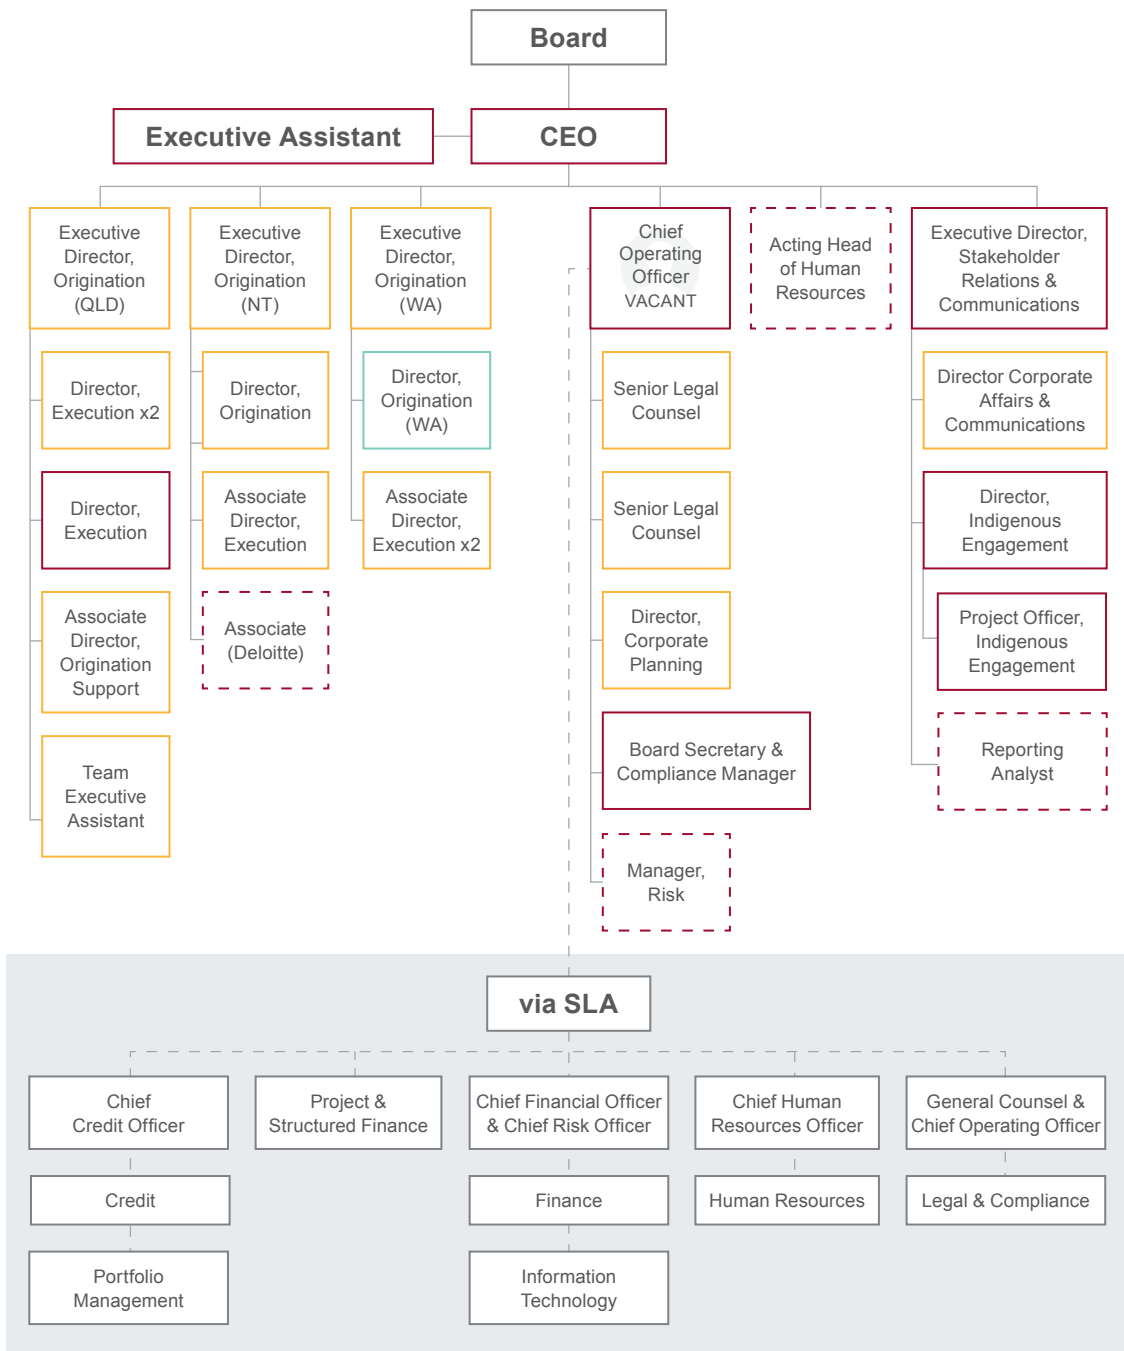 Board
Executive Assistant
CEO
Executive
Director,
Origination
(QLD)
Executive
Director,
Origination
(NT)
Executive
Director,
Origination
(WA)
Chief
Operating
Officer
VACANT
Acting Head
of Human
Resources
Executive Director,
Stakeholder
Relations &
Communications
Director,
Execution x2
Director,
Origination
Director,
Origination
(WA)
Senior Legal
Counsel
Director Corporate
Affairs &
Communications
Director,
Execution
Associate
Director,
Execution
Associate
Director,
Execution x2
Senior Legal
Counsel
Director,
Indigenous
Engagement
Associate
Director,
Origination
Support
Associate
(Deloitte)
Director,
Corporate
Planning
Project Officer,
Indigenous
Engagement
Team
Executive
Assistant
Board Secretary &
Compliance Manager
Reporting
Analyst
Manager,
Risk
via SLA
Chief
Credit Officer
Project &
Structured Finance
Chief Financial Officer
& Chief Risk Officer
Chief Human
Resources Officer
General Counsel &
Chief Operating Officer
Credit
Finance
Human Resources
Legal & Compliance
Portfolio
Management
Information
Technology